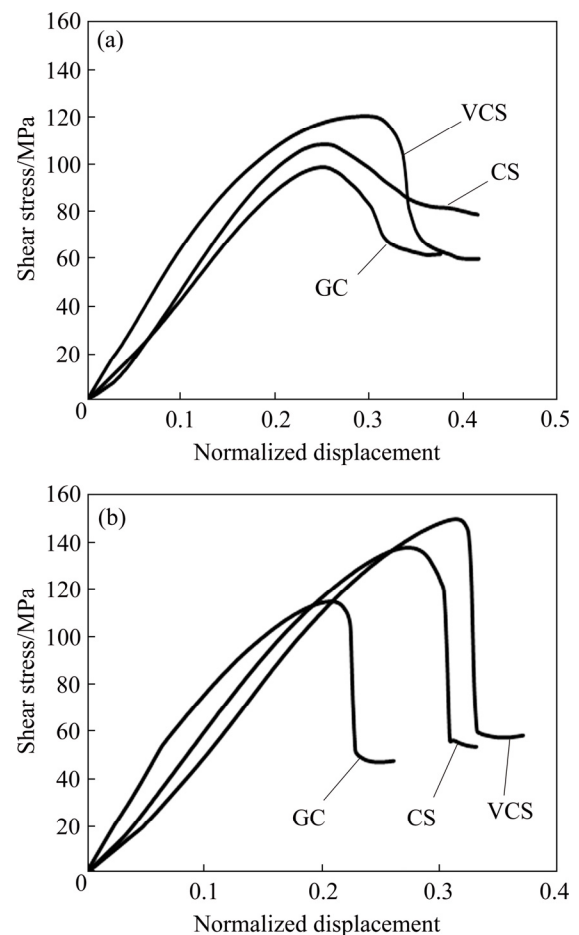 (a)
160
140
120
100
80
60
40
20
0
Shear stress/MPa
VCS
CS
GC
0.1 0.2 0.3 0.4 0.5
Normalized displacement
(b)
160
140
120
100
80
60
40
20
0
Shear stress/MPa
GC CS VCS
0.1 0.2 0.3 0.4
Normalized displacement